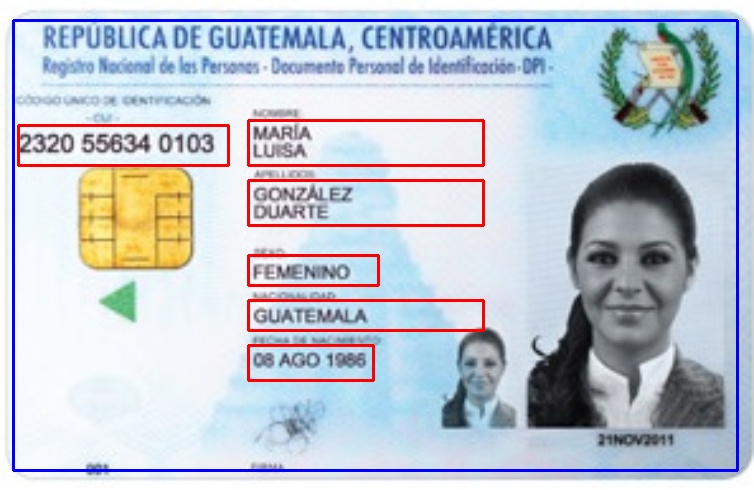 REPÚBLICA DE GUATEMALA, CENTROAMÉRICA
Registro Nacional de las Personas - Documento Personal de Identificación - DPI -
CÓDIGO ÚNICO DE IDENTIFICACIÓN
- CUI -
2320 55634 0103
NOMBRE
MARÍA
LUISA
APELLIDOS
GONZÁLEZ
DUARTE
SEXO
FEMENINO
NACIONALIDAD
GUATEMALA
FECHA DE NACIMIENTO
08 AGO 1986
21NOV2011
001
FIRMA